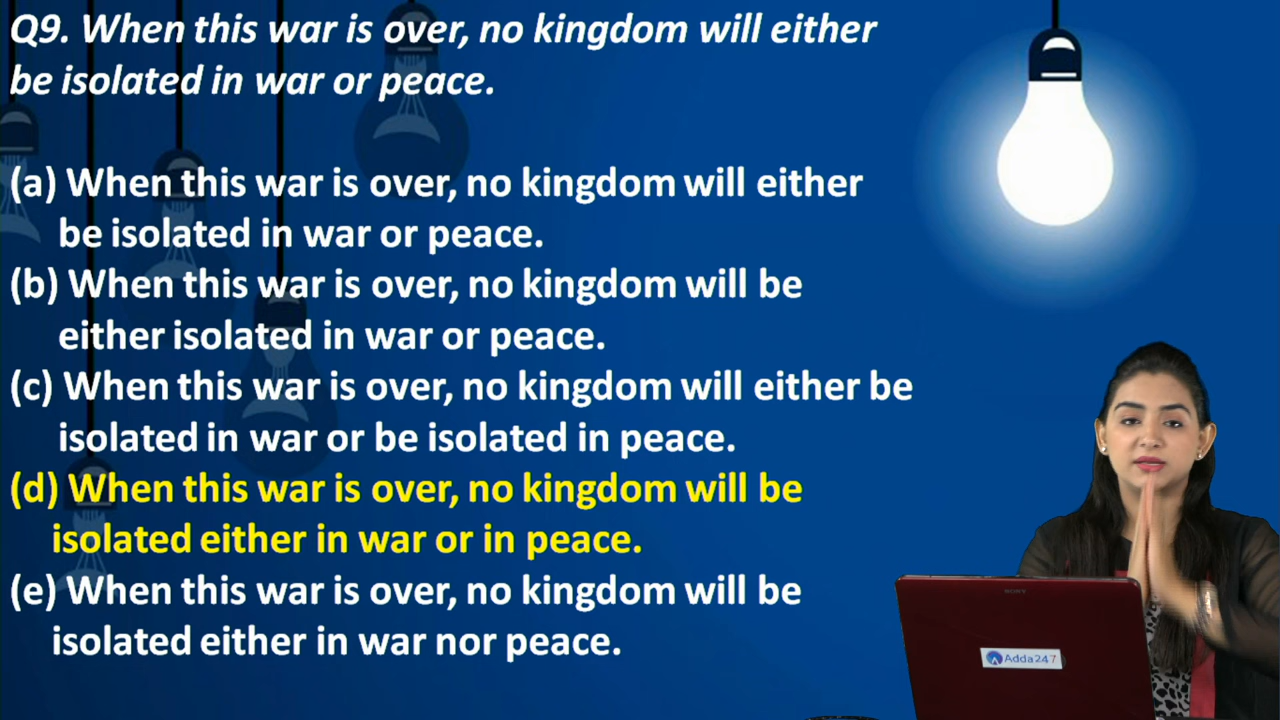 Q9. When this war is over, no kingdom will either
be isolated in war or peace.
(a) When this war is over, no kingdom will either
be isolated in war or peace.
(b) When this war is over, no kingdom will be
either isolated in war or peace.
(c) When this war is over, no kingdom will either be
isolated in war or be isolated in peace.
(d) When this war is over, no kingdom will be
isolated either in war or in peace.
(e) When this war is over, no kingdom will be
isolated either in war nor peace.
SONY
Adda247